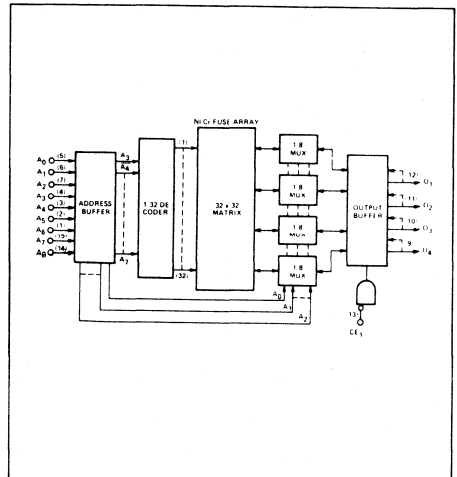 NiCr FUSE ARRAY
A0 (5)
A1 (6)
A2 (7)
A3 (4)
A4 (3)
A5 (2)
A6 (1)
A7 (15)
A8 (14)
ADDRESS
BUFFER
A3
A4
A7
1 32 DE
CODER
(1)
(32)
32 x 32
MATRIX
1 8
MUX
1 8
MUX
1 8
MUX
1 8
MUX
A0
A1
A2
OUTPUT
BUFFER
12) O1
11) O2
10) O3
9 O4
13)
CE1